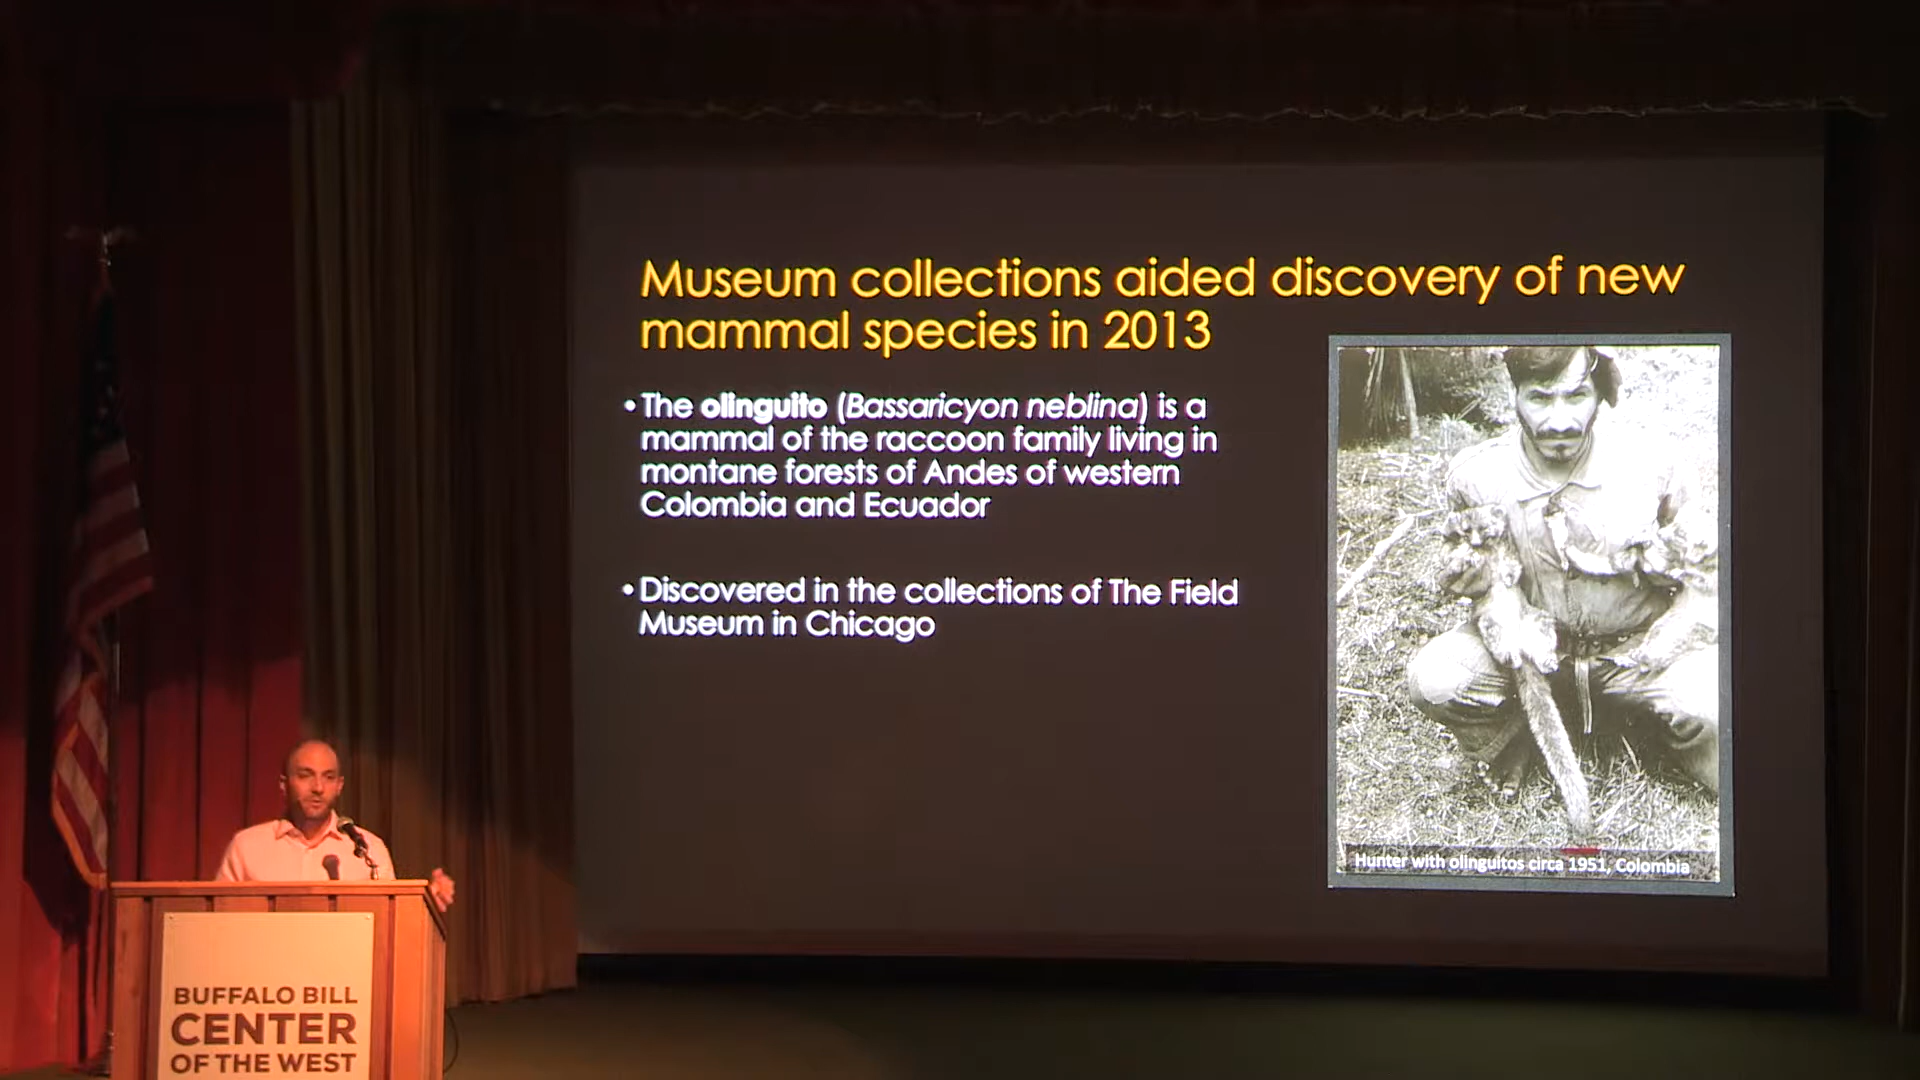 Museum collections aided discovery of new
mammal species in 2013
• The olinguito (Bassaricyon neblina) is a
mammal of the raccoon family living in
montane forests of Andes of western
Colombia and Ecuador
• Discovered in the collections of The Field
Museum in Chicago
Hunter with olinguitos circa 1951, Colombia
BUFFALO BILL
CENTER
OF THE WEST